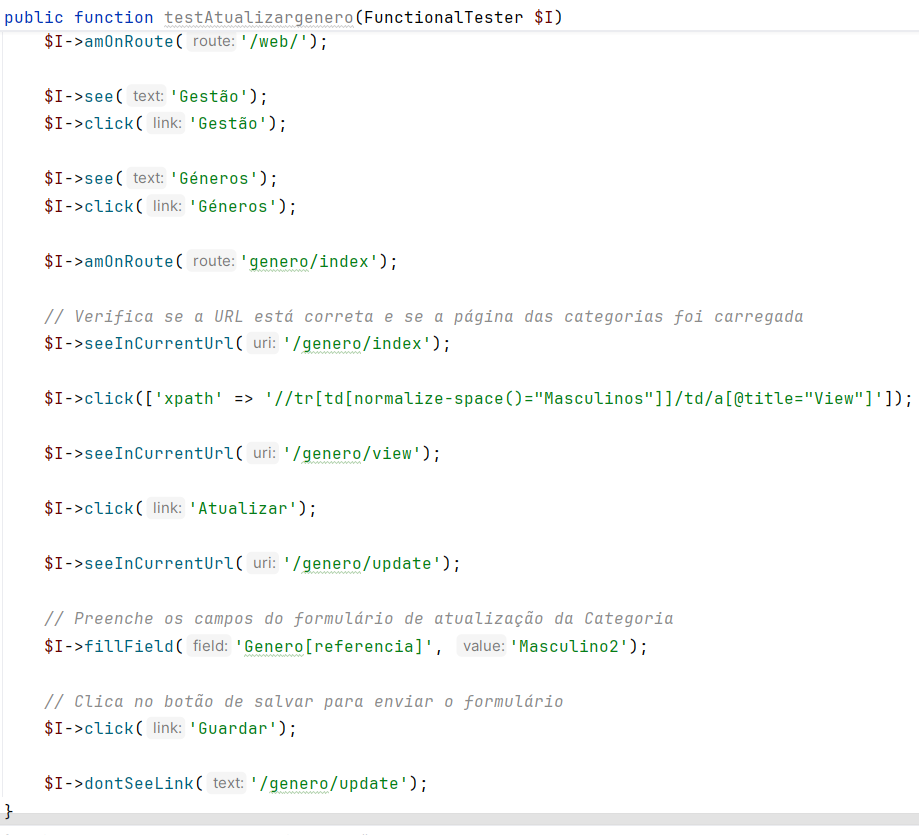 public function testAtualizargenero(FunctionalTester $I)
$I->amOnRoute( route: '/web/');
$I->see( text: 'Gestão');
$I->click( link: 'Gestão');
$I->see( text: 'Géneros');
$I->click( link: 'Géneros');
$I->amOnRoute( route: 'genero/index');
// Verifica se a URL está correta e se a página das categorias foi carregada
$I->seeInCurrentUrl( uri: '/genero/index');
$I->click(['xpath' => '//tr[td[normalize-space()="Masculinos"]]/td/a[@title="View"]']);
$I->seeInCurrentUrl( uri: '/genero/view');
$I->click( link: 'Atualizar');
$I->seeInCurrentUrl( uri: '/genero/update');
// Preenche os campos do formulário de atualização da Categoria
$I->fillField( field: 'Genero[referencia]', value: 'Masculino2');
// Clica no botão de salvar para enviar o formulário
$I->click( link: 'Guardar');
$I->dontSeeLink( text: '/genero/update');
}